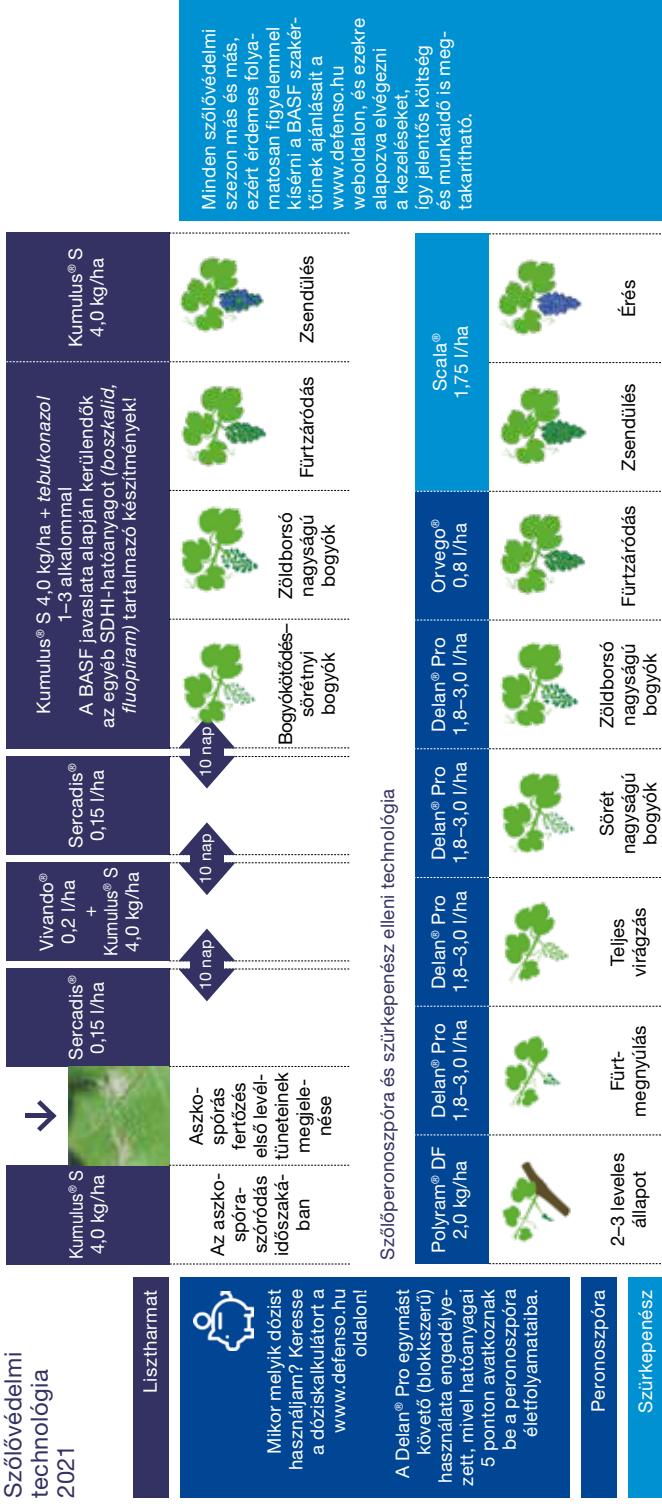 Szőlővédelmi
technológia
2021
Lisztharmat
Kumulus® S
4,0 kg/ha
Sercadis®
0,15 l/ha
Vivando®
0,2 l/ha
+
Kumulus® S
4,0 kg/ha
Sercadis®
0,15 l/ha
Kumulus® S 4,0 kg/ha + tebukonazol
1–3 alkalommal
A BASF javaslata alapján kerülendők
az egyéb SDHI-hatóanyagot (boszkalid,
fluopiram) tartalmazó készítmények!
Kumulus® S
4,0 kg/ha
Az aszko-
spóra-
szóródás
időszaká-
ban
Aszko-
spórás
fertőzés
első levél-
tüneteinek
megjele-
nése
10 nap
10 nap
10 nap
Bogyókötődés–
sörétnyi
bogyók
Zöldborsó
nagyságú
bogyók
Fürtzáródás
Zsendülés
Minden szőlővédelmi
szezon más és más,
ezért érdemes folya-
matosan figyelemmel
kísérni a BASF szakér-
tőinek ajánlásait a
www.defenso.hu
weboldalon, és ezekre
alapozva elvégezni
a kezeléseket,
így jelentős költség
és munkaidő is meg-
takarítható.
Mikor melyik dózist
használjam? Keresse
a dóziskalkulátort a
www.defenso.hu
oldalon!
A Delan® Pro egymást
követő (blokkszerű)
használata engedélye-
zett, mivel hatóanyagai
5 ponton avatkoznak
be a peronoszpóra
életfolyamataiba.
Szőlőperonoszpóra és szürkepenész elleni technológia
Polyram® DF
2,0 kg/ha
Delan® Pro
1,8–3,0 l/ha
Delan® Pro
1,8–3,0 l/ha
Delan® Pro
1,8–3,0 l/ha
Delan® Pro
1,8–3,0 l/ha
Orvego®
0,8 l/ha
Scala®
1,75 l/ha
2–3 leveles
állapot
Fürt-
megnyúlás
Teljes
virágzás
Sörét
nagyságú
bogyók
Zöldborsó
nagyságú
bogyók
Fürtzáródás
Zsendülés
Érés
Peronoszpóra
Szürkepenész